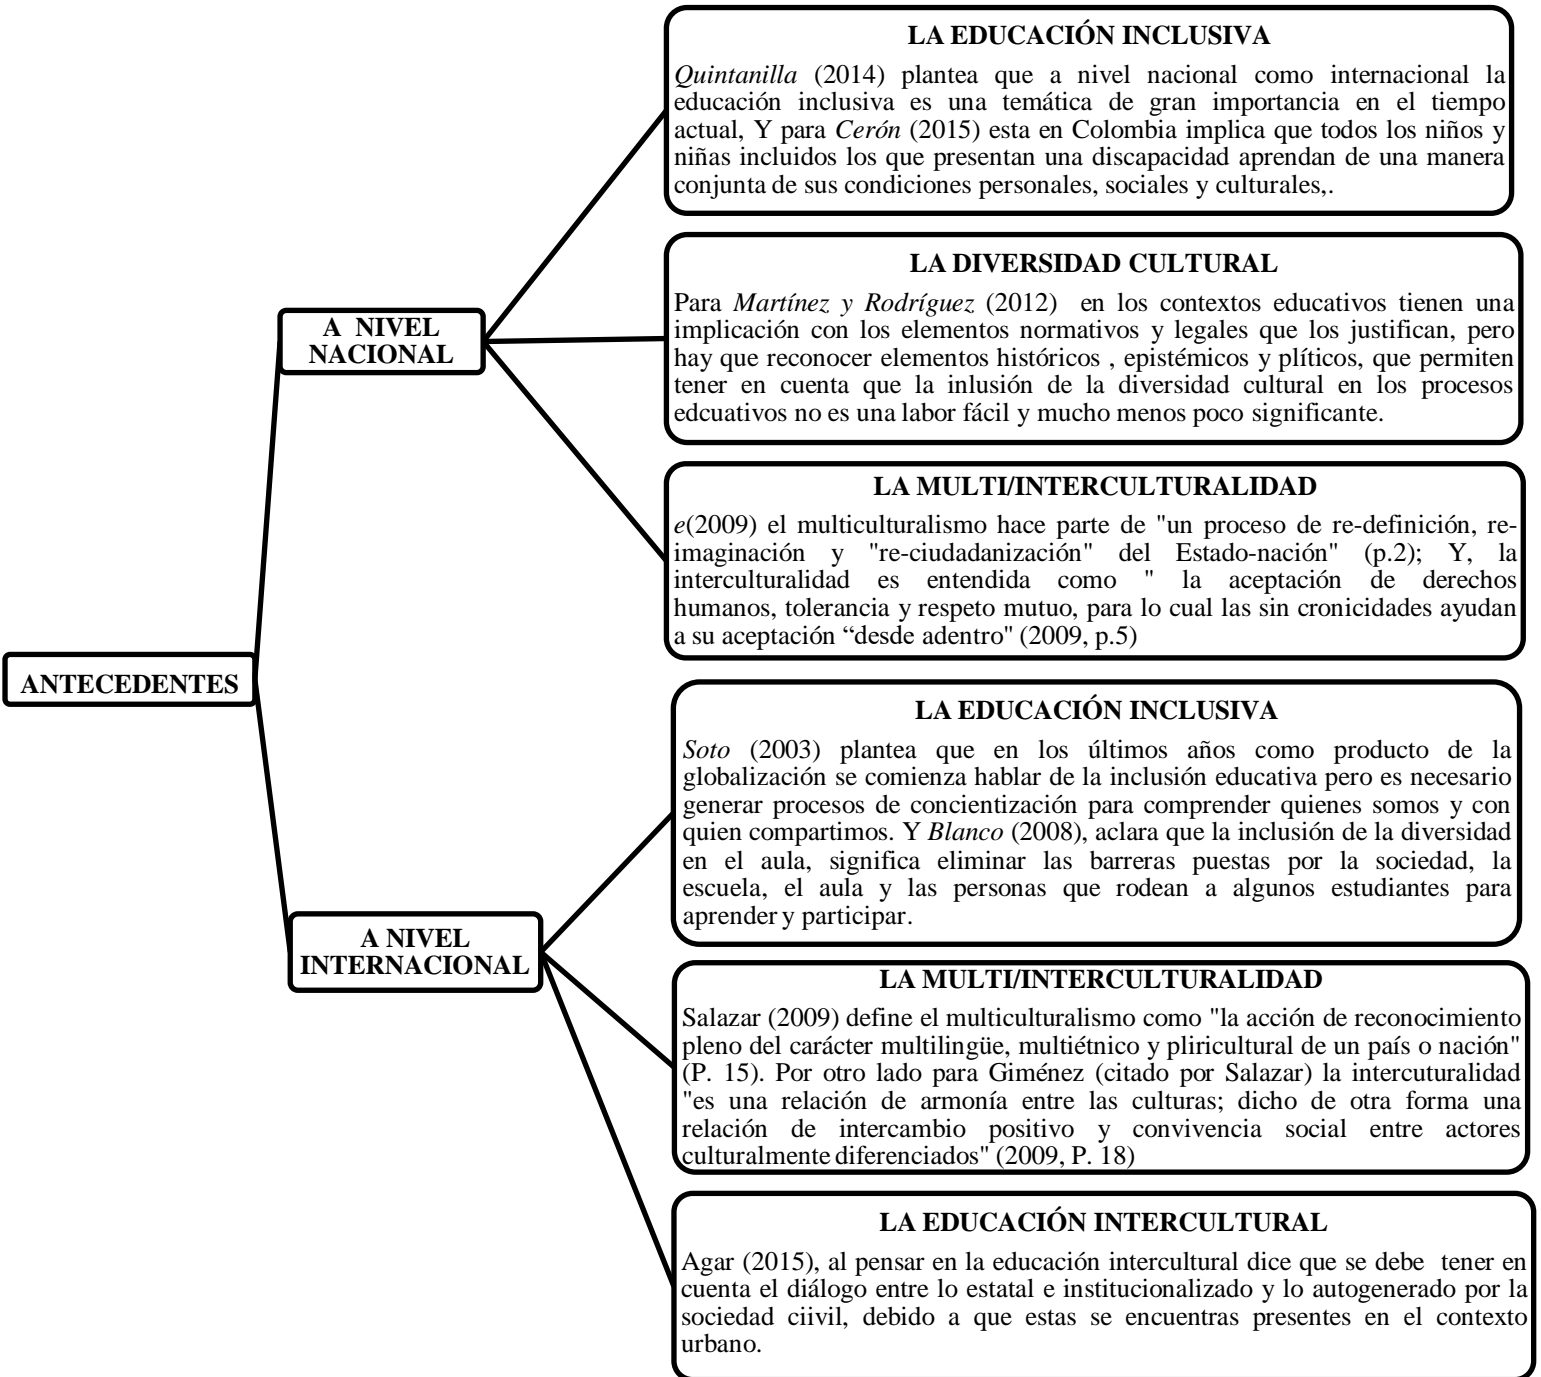 ANTECEDENTES
A NIVEL
NACIONAL
LA EDUCACIÓN INCLUSIVA
Quintanilla (2014) plantea que a nivel nacional como internacional la
educación inclusiva es una temática de gran importancia en el tiempo
actual, Y para Cerón (2015) esta en Colombia implica que todos los niños y
niñas incluidos los que presentan una discapacidad aprendan de una manera
conjunta de sus condiciones personales, sociales y culturales,.
LA DIVERSIDAD CULTURAL
Para Martínez y Rodríguez (2012) en los contextos educativos tienen una
implicación con los elementos normativos y legales que los justifican, pero
hay que reconocer elementos históricos , epistémicos y plíticos, que permiten
tener en cuenta que la inlusión de la diversidad cultural en los procesos
edcuativos no es una labor fácil y mucho menos poco significante.
LA MULTI/INTERCULTURALIDAD
e(2009) el multiculturalismo hace parte de "un proceso de re-definición, re-
imaginación y "re-ciudadanización" del Estado-nación" (p.2); Y, la
interculturalidad es entendida como " la aceptación de derechos
humanos, tolerancia y respeto mutuo, para lo cual las sin cronicidades ayudan
a su aceptación “desde adentro" (2009, p.5)
A NIVEL
INTERNACIONAL
LA EDUCACIÓN INCLUSIVA
Soto (2003) plantea que en los últimos años como producto de la
globalización se comienza hablar de la inclusión educativa pero es necesario
generar procesos de concientización para comprender quienes somos y con
quien compartimos. Y Blanco (2008), aclara que la inclusión de la diversidad
en el aula, significa eliminar las barreras puestas por la sociedad, la
escuela, el aula y las personas que rodean a algunos estudiantes para
aprender y participar.
LA MULTI/INTERCULTURALIDAD
Salazar (2009) define el multiculturalismo como "la acción de reconocimiento
pleno del carácter multilingüe, multiétnico y pliricultural de un país o nación"
(P. 15). Por otro lado para Giménez (citado por Salazar) la intercuturalidad
"es una relación de armonía entre las culturas; dicho de otra forma una
relación de intercambio positivo y convivencia social entre actores
culturalmente diferenciados" (2009, P. 18)
LA EDUCACIÓN INTERCULTURAL
Agar (2015), al pensar en la educación intercultural dice que se debe tener en
cuenta el diálogo entre lo estatal e institucionalizado y lo autogenerado por la
sociedad ciivil, debido a que estas se encuentras presentes en el contexto
urbano.